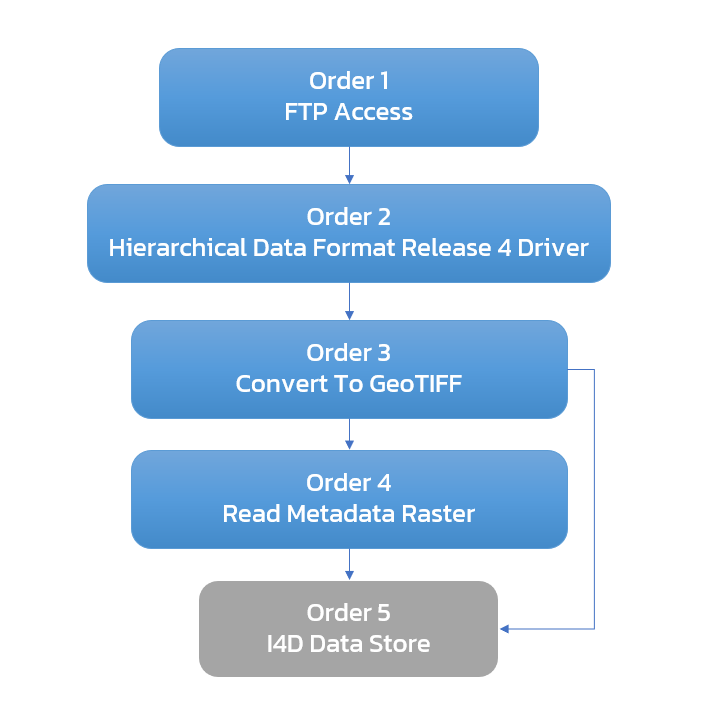 Order 1
FTP Access
Order 2
Hierarchical Data Format Release 4 Driver
Order 3
Convert To GeoTIFF
Order 4
Read Metadata Raster
Order 5
I4D Data Store